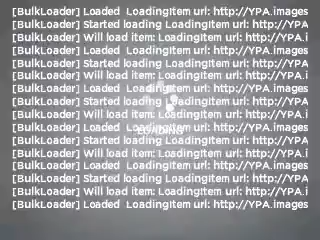 [BulkLoader] Loaded  LoadingItem url: http://YPA.images
[BulkLoader] Started loading LoadingItem url: http://YPA
[BulkLoader] Will load item: LoadingItem url: http://YPA.i
[BulkLoader] Loaded  LoadingItem url: http://YPA.images
[BulkLoader] Started loading LoadingItem url: http://YPA
[BulkLoader] Will load item: LoadingItem url: http://YPA.i
[BulkLoader] Loaded  LoadingItem url: http://YPA.images
[BulkLoader] Started loading LoadingItem url: http://YPA
[BulkLoader] Will load item: LoadingItem url: http://YPA.i
[BulkLoader] Loaded  LoadingItem url: http://YPA.images
LOADING
[BulkLoader] Started loading LoadingItem url: http://YPA
[BulkLoader] Will load item: LoadingItem url: http://YPA.i
[BulkLoader] Loaded  LoadingItem url: http://YPA.images
[BulkLoader] Started loading LoadingItem url: http://YPA
[BulkLoader] Will load item: LoadingItem url: http://YPA.i
[BulkLoader] Loaded  LoadingItem url: http://YPA.images